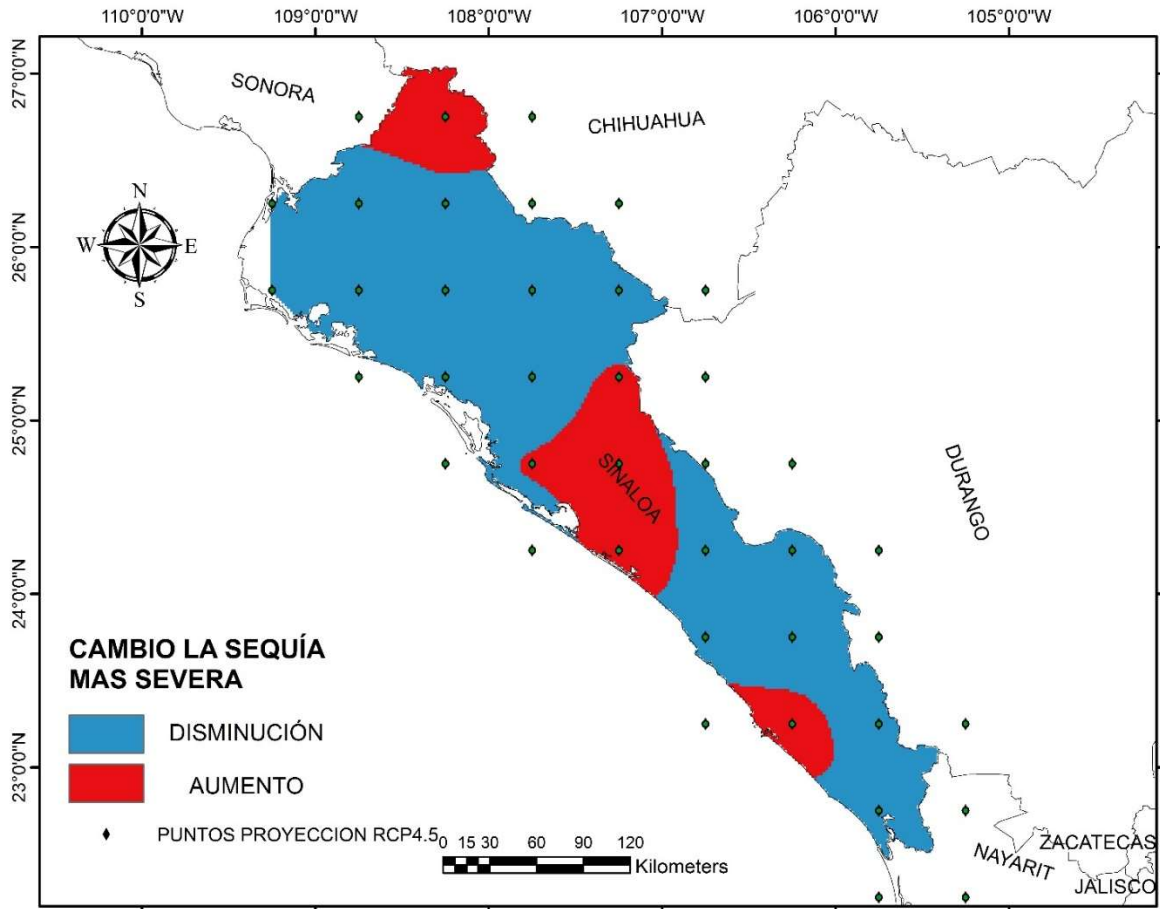 110°0'0"W 109°0'0"W 108°0'0"W 107°0'0"W 106°0'0"W 105°0'0"W
27°0'0"N
26°0'0"N
25°0'0"N
24°0'0"N
23°0'0"N
SONORA
CHIHUAHUA
N
W E
S
DURANGO
SINALOA
CAMBIO LA SEQUÍA
MAS SEVERA
DISMINUCIÓN
AUMENTO
PUNTOS PROYECCION RCP4.5
0 15 30 60 90 120
Kilometers
NAYARIT
ZACATECAS
JALISCO